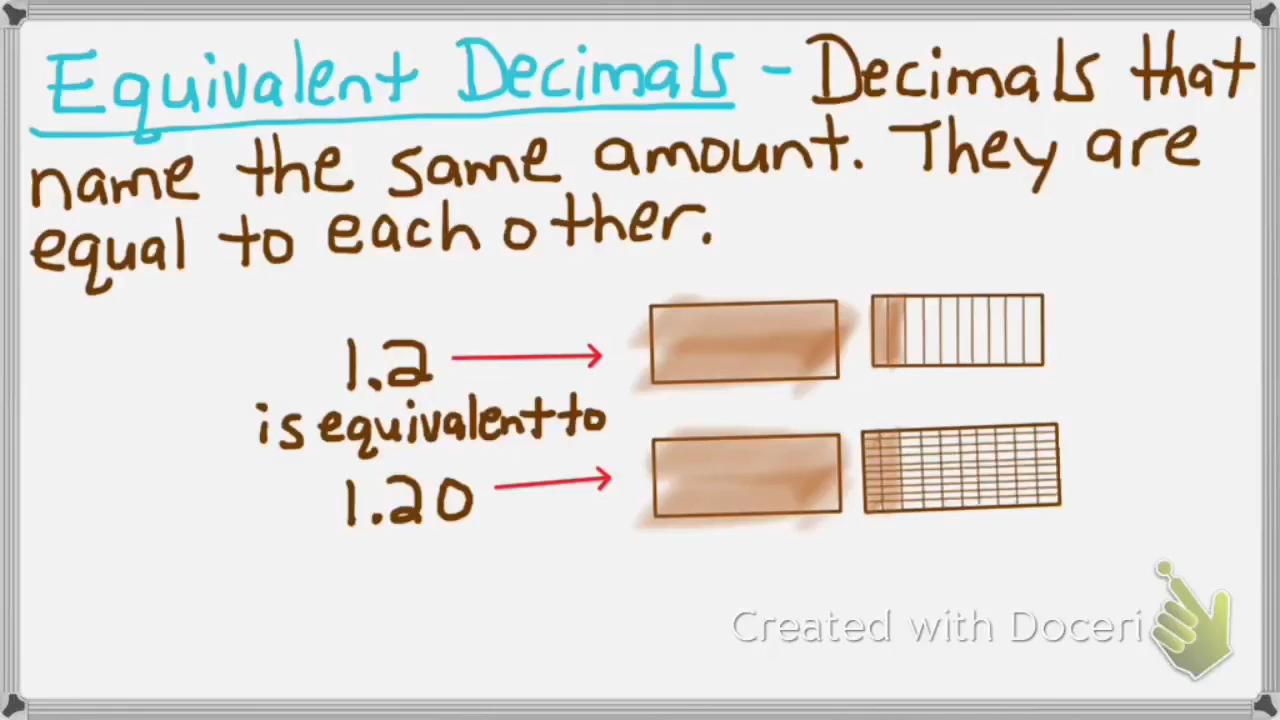 Equivalent Decimals - Decimals that
name the same amount. They are
equal to each other.
1.2
is equivalent to
1.20
Created with Doceri